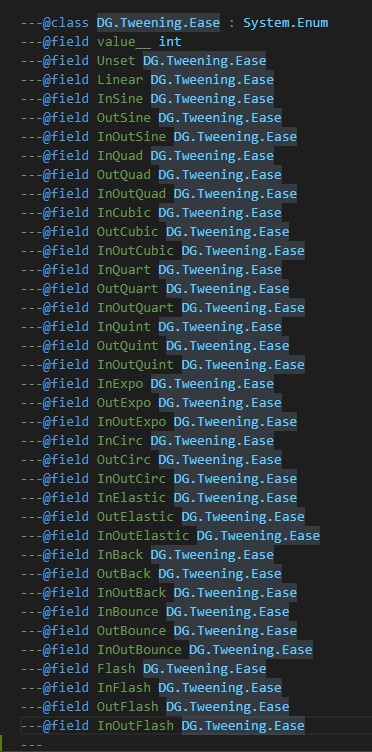 ---@class DG.Tweening.Ease : System.Enum
---@field value__ int
---@field Unset DG.Tweening.Ease
---@field Linear DG.Tweening.Ease
---@field InSine DG.Tweening.Ease
---@field OutSine DG.Tweening.Ease
---@field InOutSine DG.Tweening.Ease
---@field InQuad DG.Tweening.Ease
---@field OutQuad DG.Tweening.Ease
---@field InOutQuad DG.Tweening.Ease
---@field InCubic DG.Tweening.Ease
---@field OutCubic DG.Tweening.Ease
---@field InOutCubic DG.Tweening.Ease
---@field InQuart DG.Tweening.Ease
---@field OutQuart DG.Tweening.Ease
---@field InOutQuart DG.Tweening.Ease
---@field InQuint DG.Tweening.Ease
---@field OutQuint DG.Tweening.Ease
---@field InOutQuint DG.Tweening.Ease
---@field InExpo DG.Tweening.Ease
---@field OutExpo DG.Tweening.Ease
---@field InOutExpo DG.Tweening.Ease
---@field InCirc DG.Tweening.Ease
---@field OutCirc DG.Tweening.Ease
---@field InOutCirc DG.Tweening.Ease
---@field InElastic DG.Tweening.Ease
---@field OutElastic DG.Tweening.Ease
---@field InOutElastic DG.Tweening.Ease
---@field InBack DG.Tweening.Ease
---@field OutBack DG.Tweening.Ease
---@field InOutBack DG.Tweening.Ease
---@field InBounce DG.Tweening.Ease
---@field OutBounce DG.Tweening.Ease
---@field InOutBounce DG.Tweening.Ease
---@field Flash DG.Tweening.Ease
---@field InFlash DG.Tweening.Ease
---@field OutFlash DG.Tweening.Ease
---@field InOutFlash DG.Tweening.Ease
---